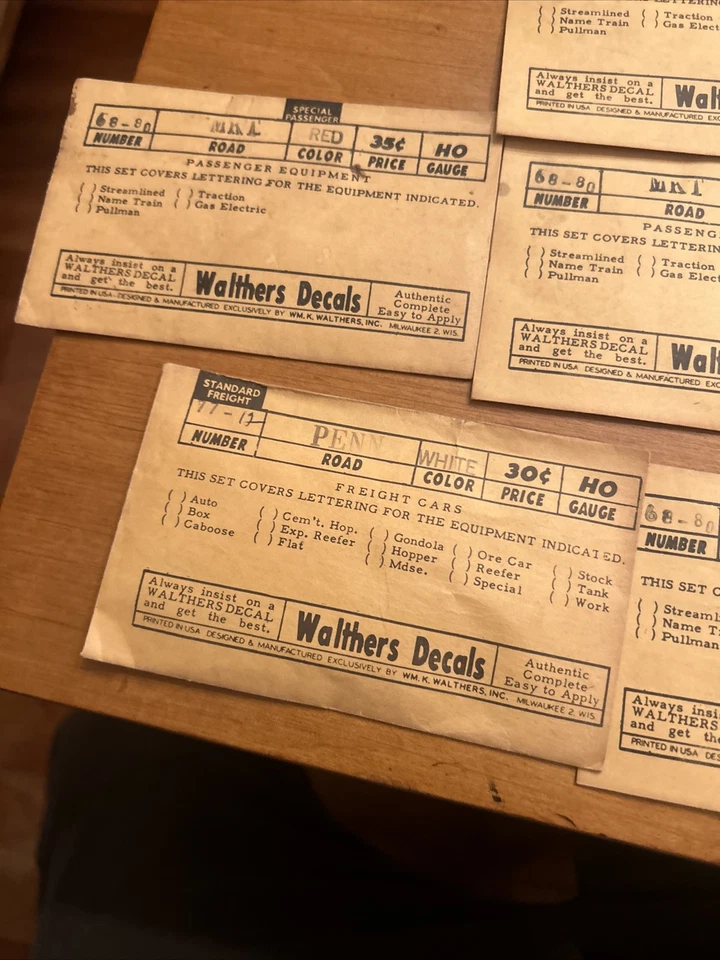 ( ) Streamlined ( ) Traction
( ) Name Train ( ) Gas Elect
( ) Pullman
Always insist on a
WALTHERS DECAL
and get the best.
Walt
PRINTED IN USA DESIGNED & MANUFACTURED EXC
SPECIAL
PASSENGER
68-80 MKT RED 35¢ HO
NUMBER ROAD COLOR PRICE GAUGE
PASSENGER EQUIPMENT
THIS SET COVERS LETTERING FOR THE EQUIPMENT INDICATED.
( ) Streamlined ( ) Traction
( ) Name Train ( ) Gas Electric
( ) Pullman
Always insist on a
WALTHERS DECAL
and get the best.
Walthers Decals
Authentic
Complete
Easy to Apply
PRINTED IN USA DESIGNED & MANUFACTURED EXCLUSIVELY BY WM. K. WALTHERS, INC. MILWAUKEE 2, WIS.
68-80 MKT
NUMBER ROAD
PASSENG
THIS SET COVERS LETTERIN
( ) Streamlined ( ) Traction
( ) Name Train ( ) Gas Elect
( ) Pullman
Always insist on a
WALTHERS DECAL
and get the best.
Walt
PRINTED IN USA DESIGNED & MANUFACTURED EXC
STANDARD
FREIGHT
PENN WHITE 30¢ HO
NUMBER ROAD COLOR PRICE GAUGE
FREIGHT CARS
THIS SET COVERS LETTERING FOR THE EQUIPMENT INDICATED.
( ) Auto ( ) Cem't. Hop. ( ) Gondola ( ) Ore Car ( ) Stock
( ) Box ( ) Exp. Reefer ( ) Hopper ( ) Reefer ( ) Tank
( ) Caboose ( ) Flat ( ) Mdse. ( ) Special ( ) Work
Always insist on a
WALTHERS DECAL
and get the best.
Walthers Decals
Authentic
Complete
Easy to Apply
PRINTED IN USA DESIGNED & MANUFACTURED EXCLUSIVELY BY WM. K. WALTHERS, INC. MILWAUKEE 2, WIS.
68-80
NUMBER
THIS SET C
( ) Streaml
( ) Name T
( ) Pullman
Always insi
WALTHERS
and get the
PRINTED IN USA DES